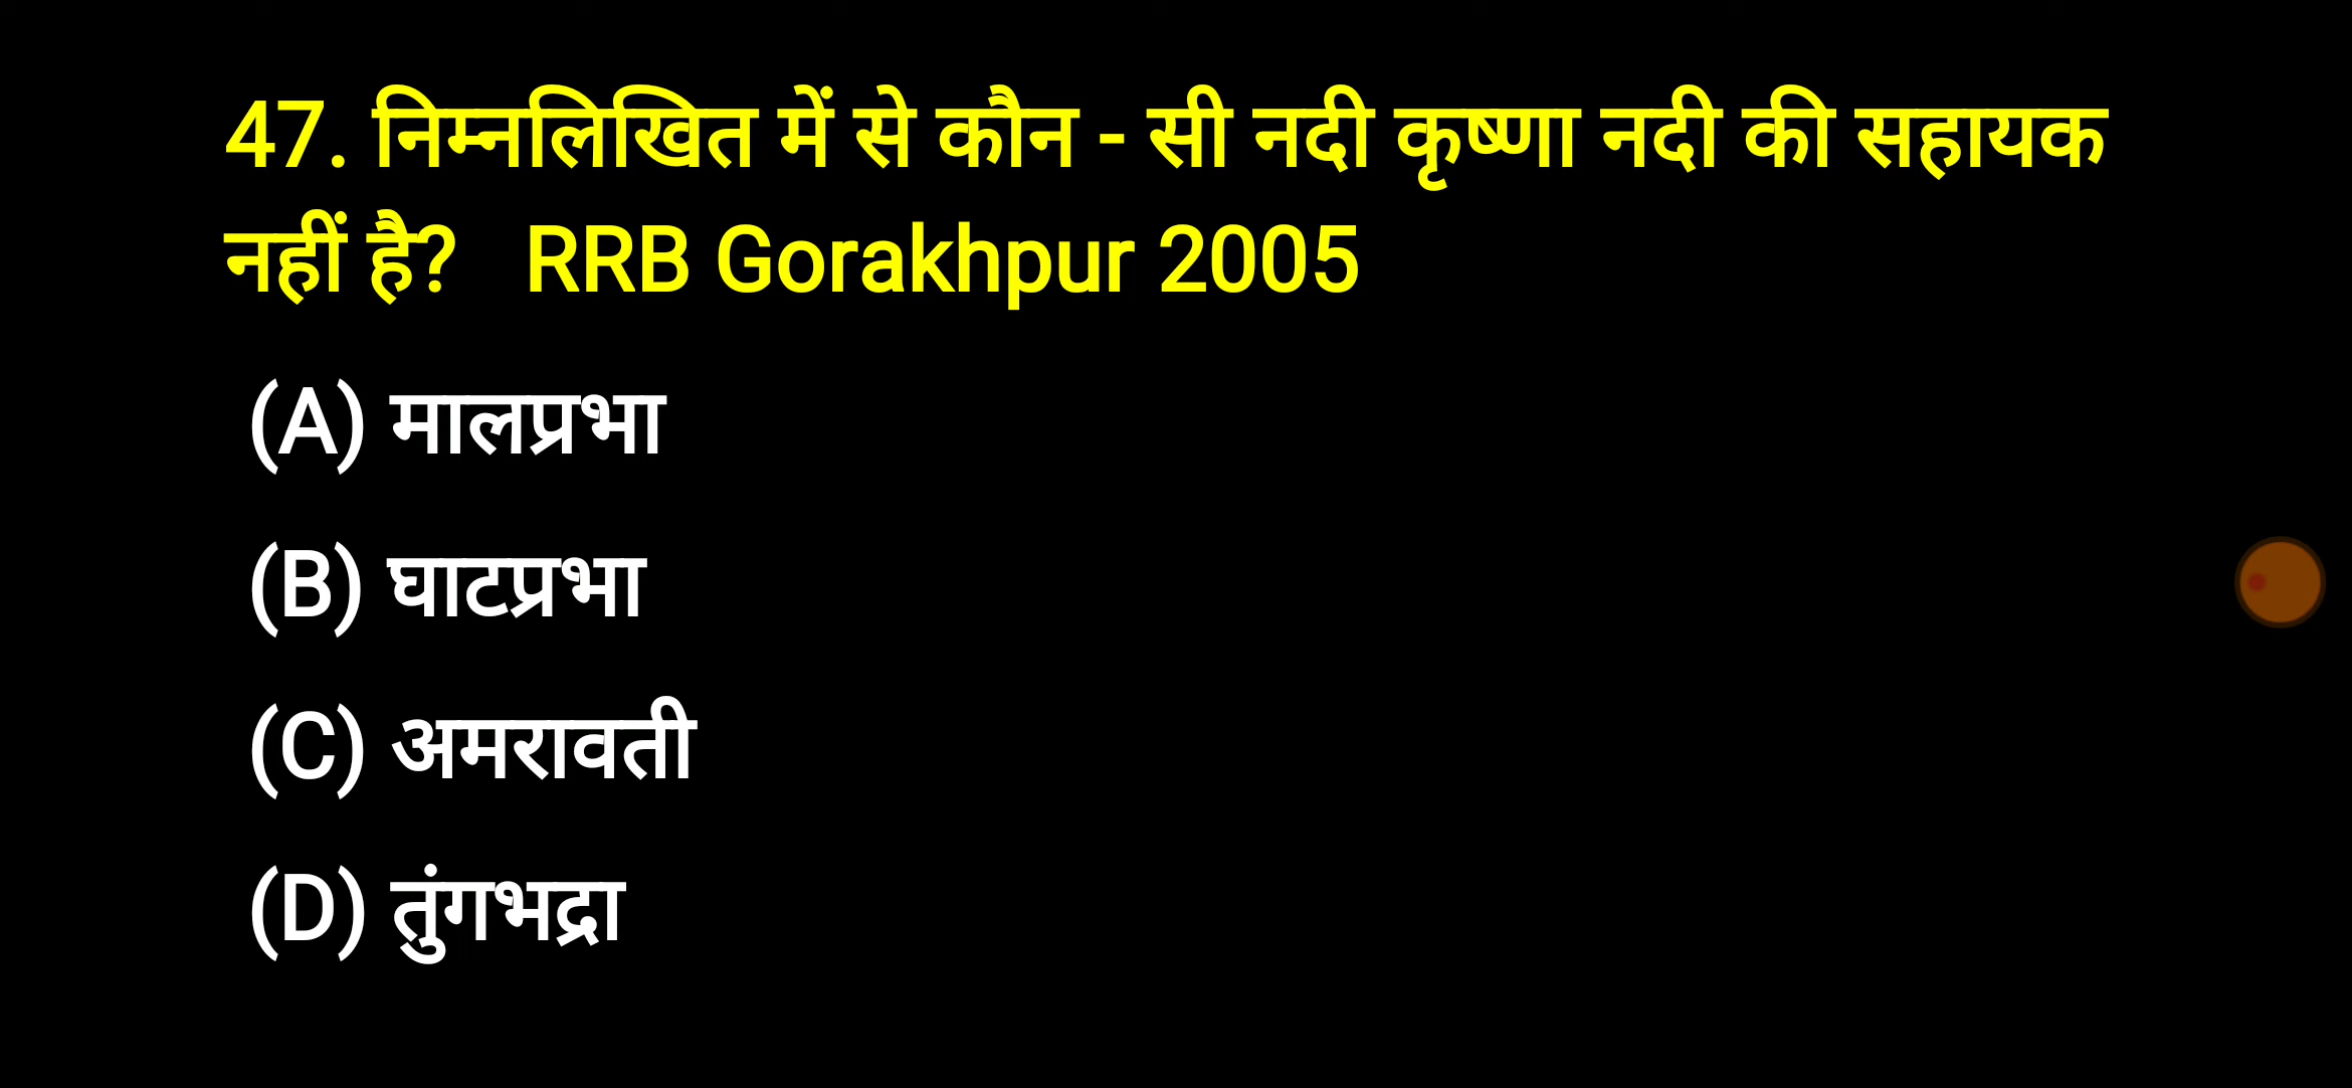 47. निम्नलिखित में से कौन - सी नदी कृष्णा नदी की सहायक
नहीं है? RRB Gorakhpur 2005
(A) मालप्रभा
(B) घाटप्रभा
(C) अमरावती
(D) तुंगभद्रा